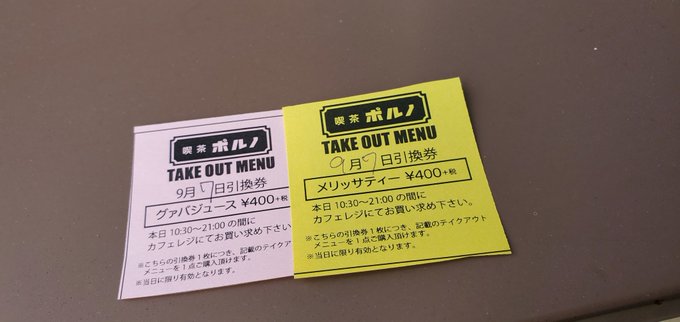 喫茶 ポルノ
TAKE OUT MENU
9月7日引換券
グァバジュース ¥400+税
本日 10:30～21:00 の間に
カフェレジにてお買い求め下さい。
※こちらの引換券1枚につき、記載のテイクア
メニューを1点ご購入頂けます。
※当日に限り有効となります。
喫茶 ポルノ
TAKE OUT MENU
9月7日引換券
メリッサティー ¥400+税
本日 10:30～21:00 の間に
カフェレジにてお買い求め下さい。
※こちらの引換券1枚につき、記載のテイクアウト
メニューを1点ご購入頂けます。
※当日に限り有効となります。